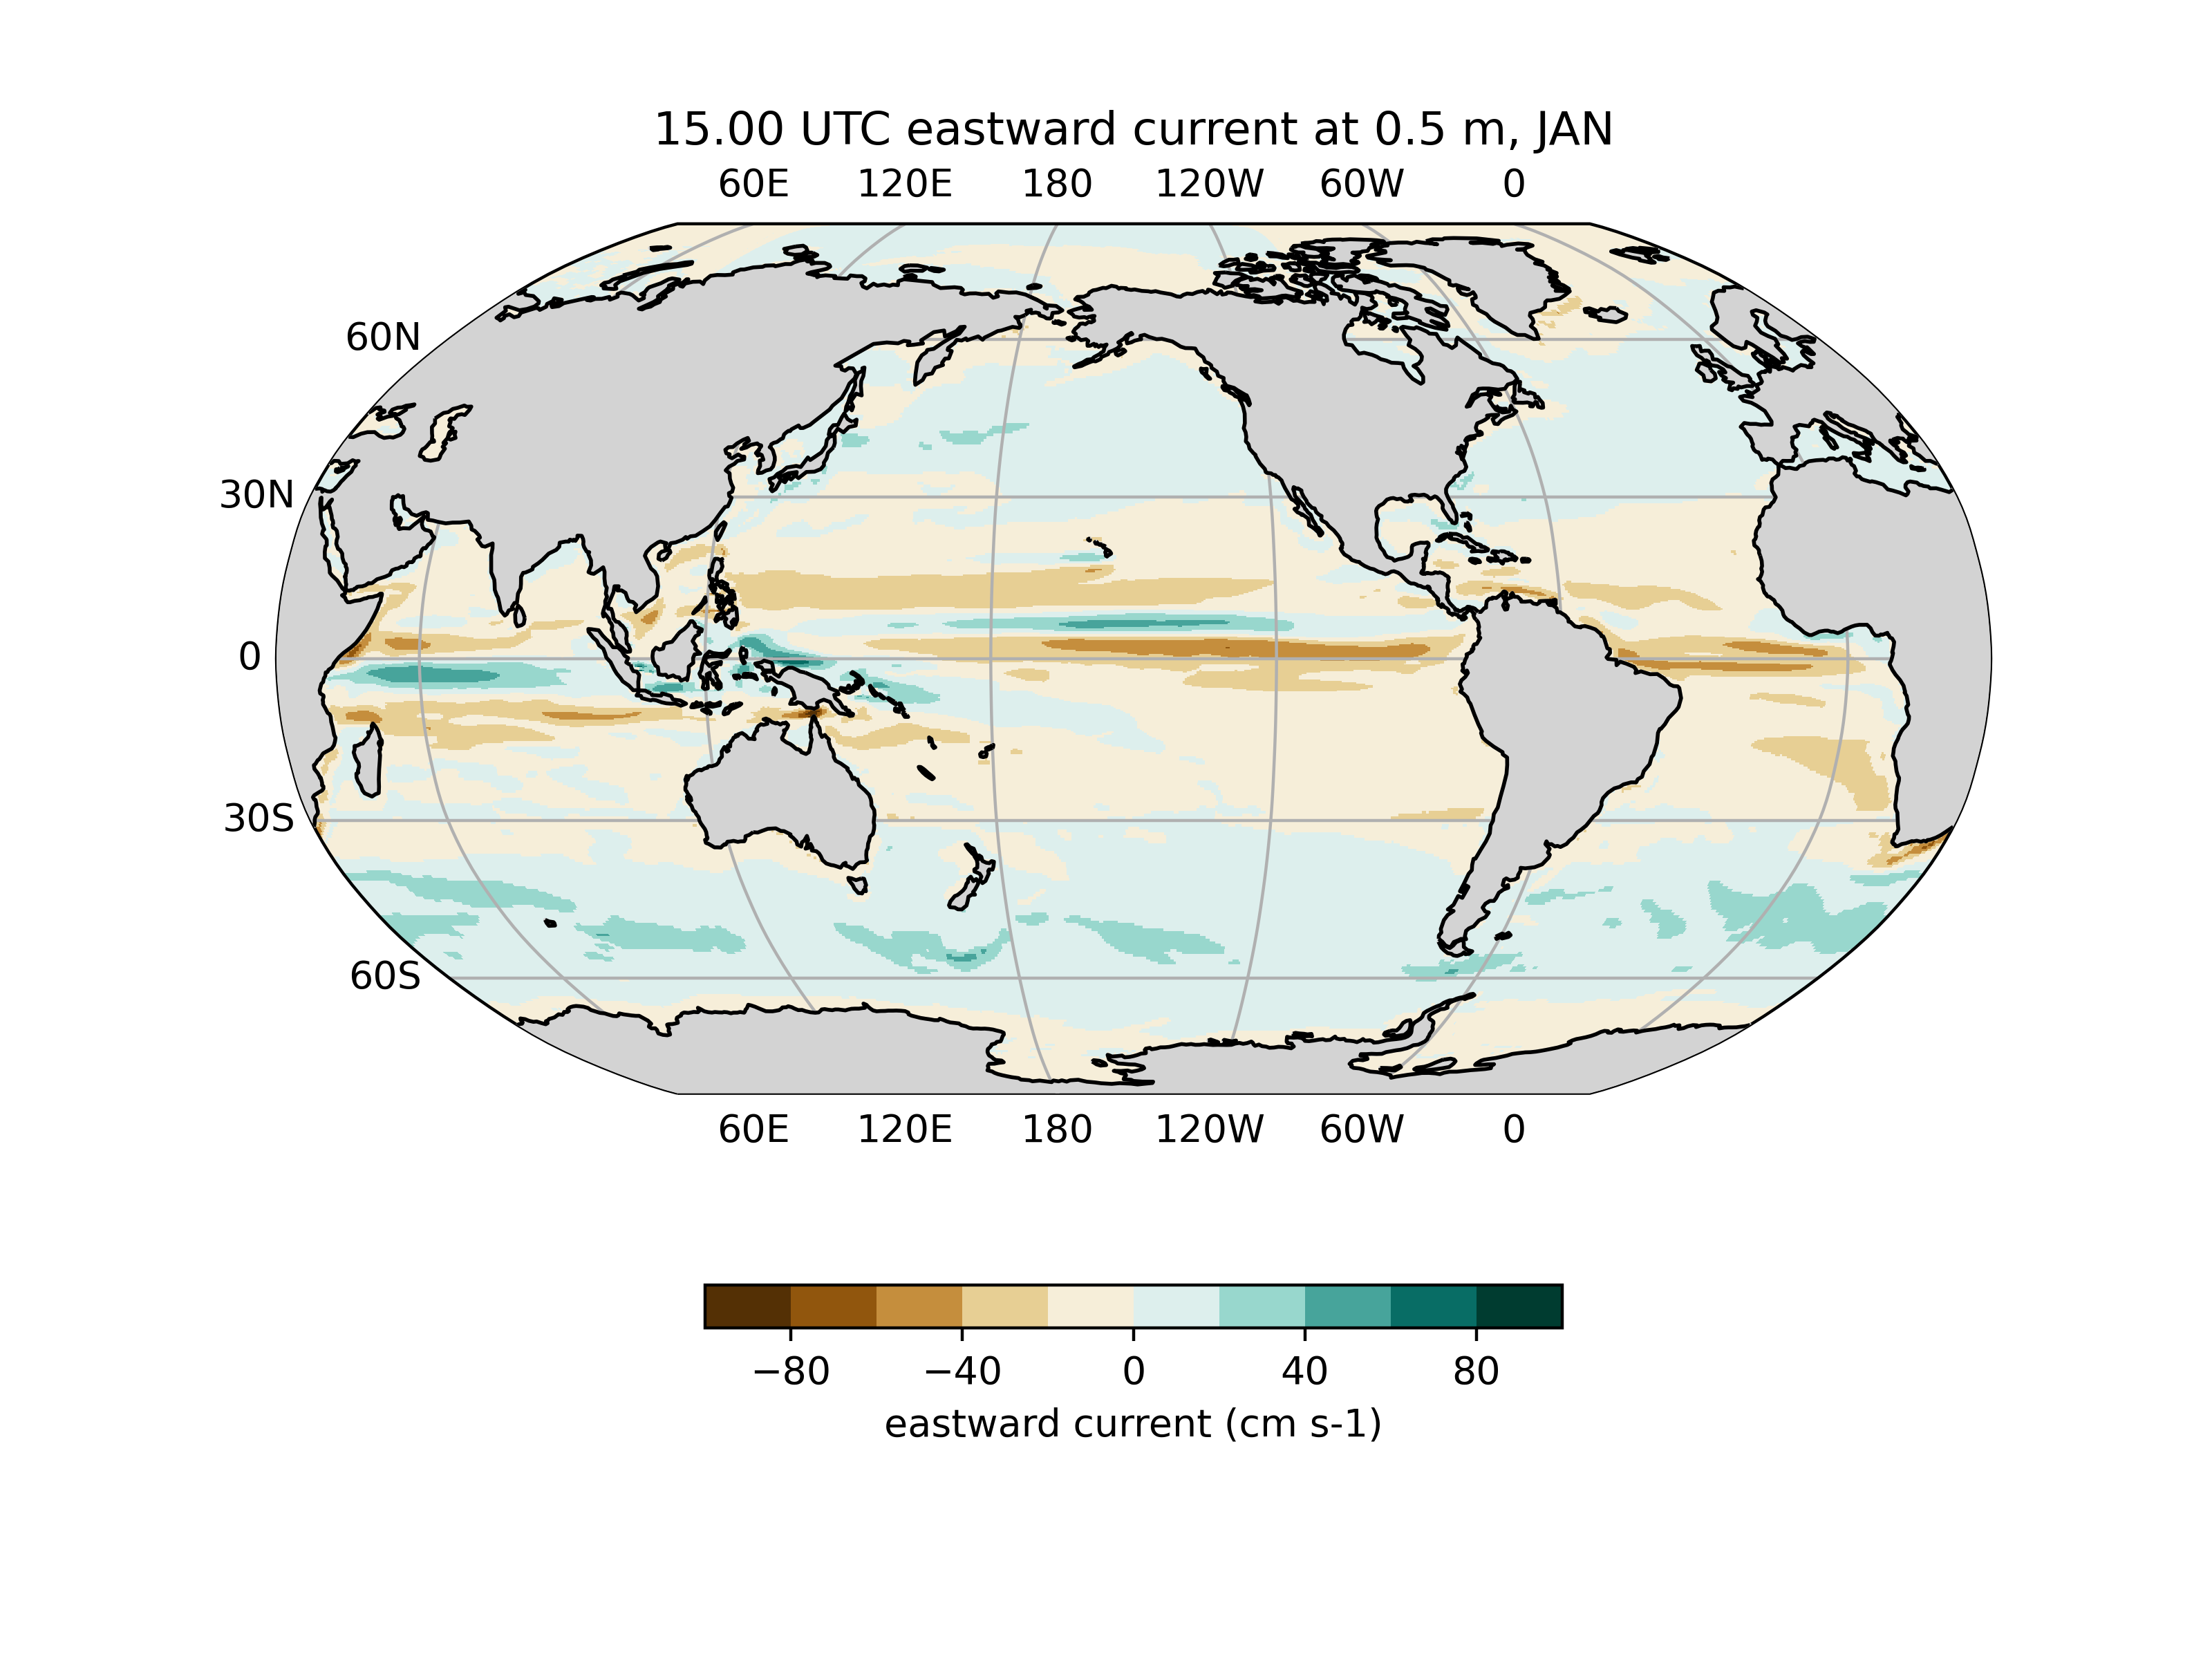 15.00 UTC eastward current at 0.5 m, JAN
60E 120E 180 120W 60W 0
60N
30N
0
30S
60S
60E 120E 180 120W 60W 0
−80 −40 0 40 80
eastward current (cm s-1)